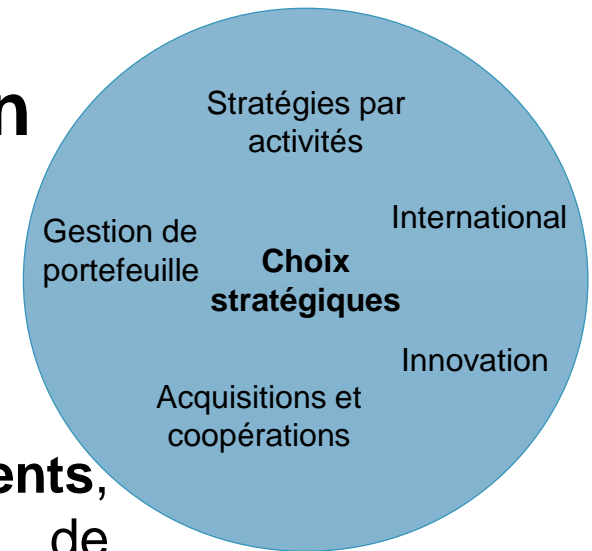 Stratégies par
activités
International
Gestion de
portefeuille
Choix
stratégiques
Innovation
Acquisitions et
coopérations
ents,
de